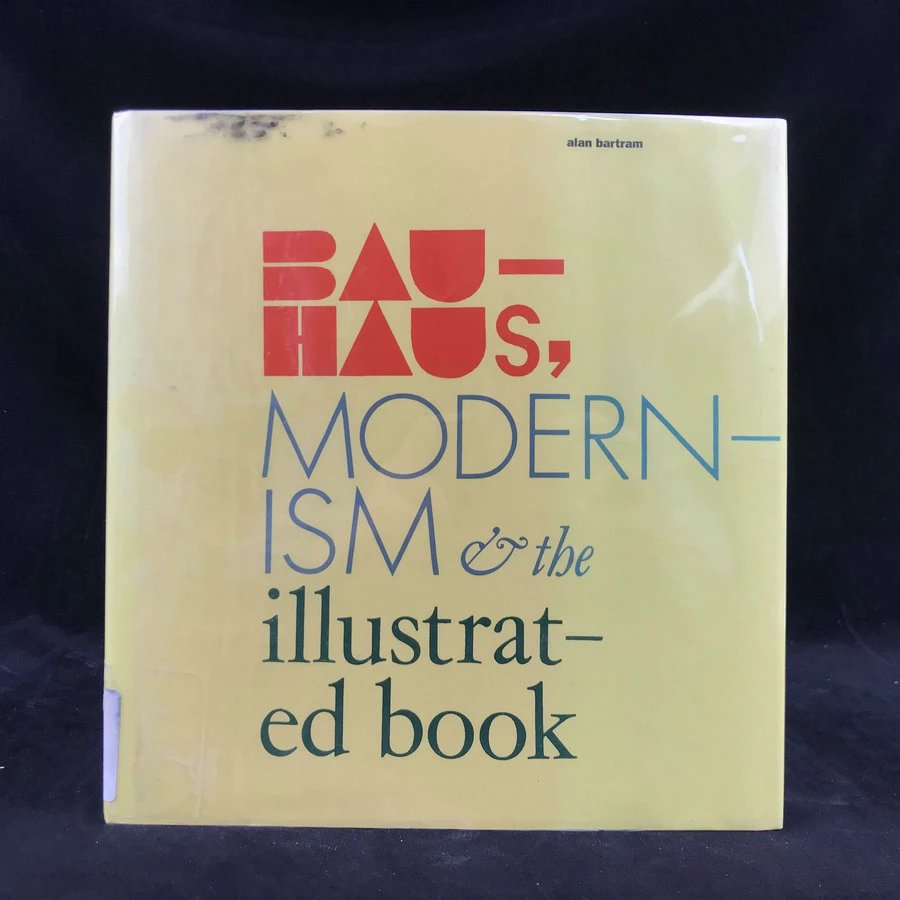 alan bartram
BAU–
HAUS,
MODERN–
ISM & the
illustrat–
ed book